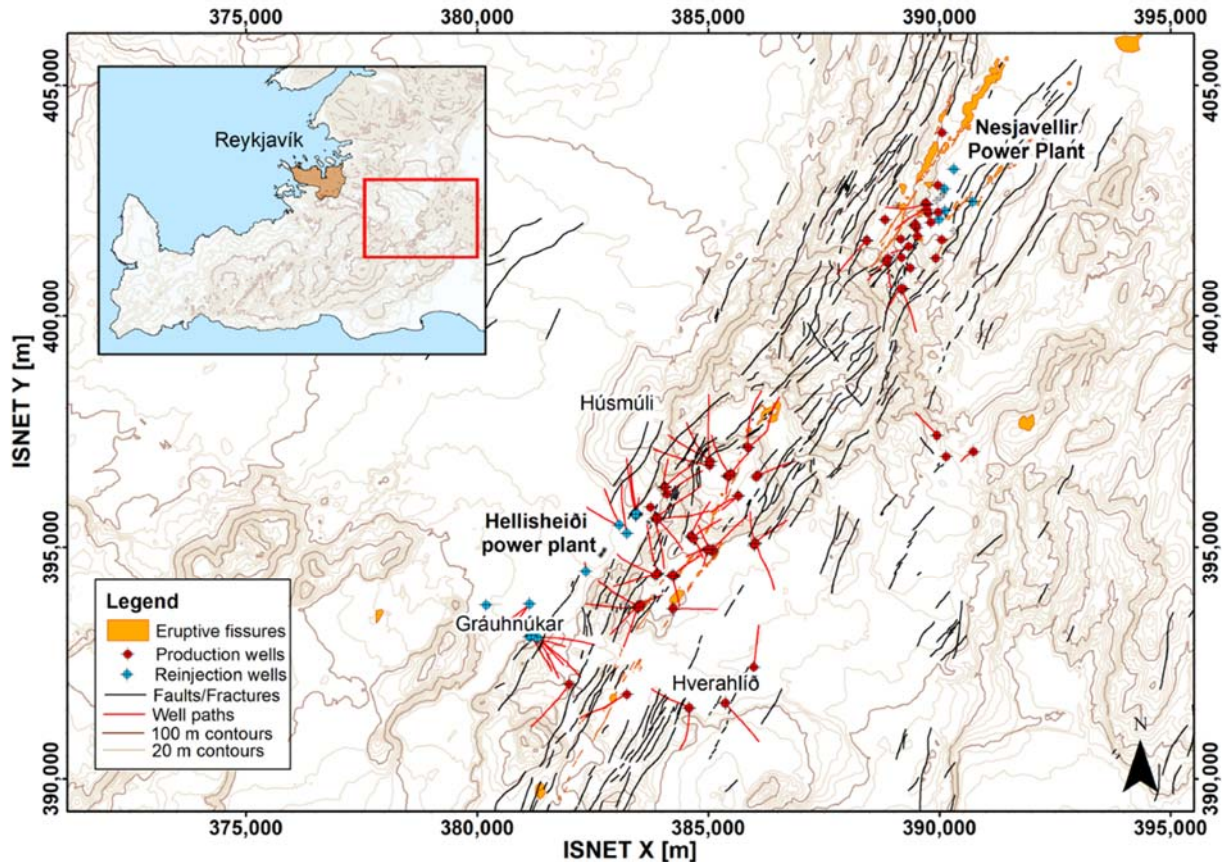 375,000 380,000 385,000 390,000 395,000
405,000
400,000
395,000
390,000
ISNET Y [m]
Reykjavík
Nesjavellir
Power Plant
405,000
400,000
395,000
390,000
Húsmúli
Hellisheiði
power plant
Gráuhnúkar
Hverahlíð
Legend
Eruptive fissures
Production wells
Reinjection wells
Faults/Fractures
Well paths
100 m contours
20 m contours
N
375,000 380,000 385,000 390,000 395,000
ISNET X [m]